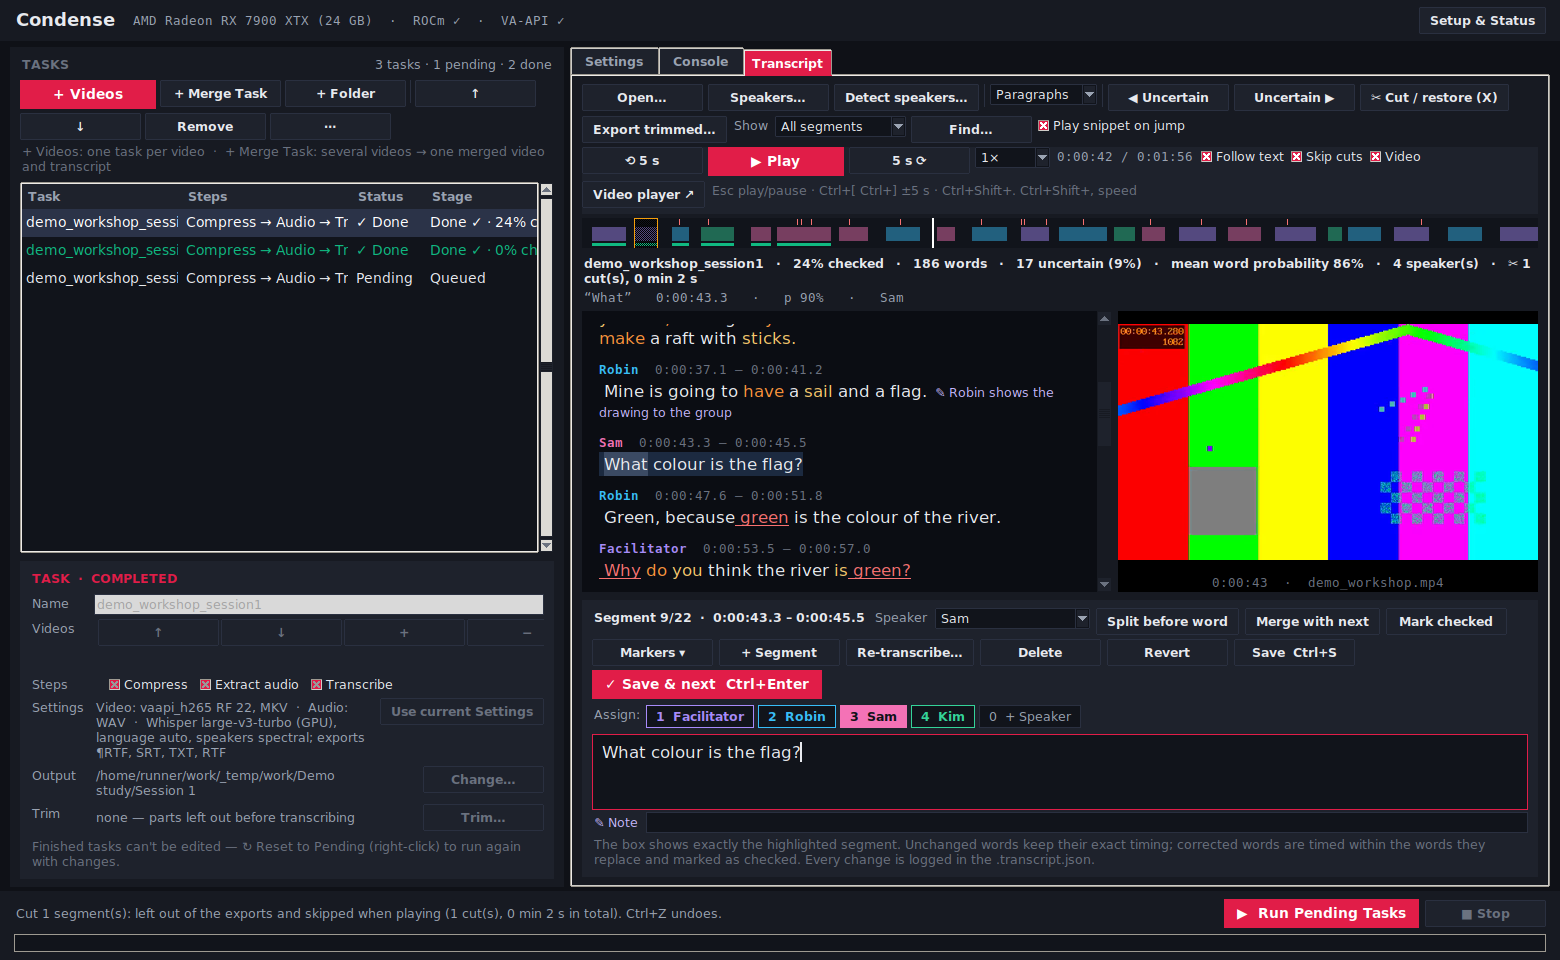 Condense AMD Radeon RX 7900 XTX (24 GB) · ROCm ✓ · VA-API ✓ Setup & Status
TASKS 3 tasks · 1 pending · 2 done
+ Videos + Merge Task + Folder ↑
↓ Remove ⋯
+ Videos: one task per video · + Merge Task: several videos → one merged video
and transcript
Task Steps Status Stage
demo_workshop_sessi Compress → Audio → Tr ✓ Done Done ✓ · 24% c
demo_workshop_sessi Compress → Audio → Tr ✓ Done Done ✓ · 0% ch
demo_workshop_sessi Compress → Audio → Tr Pending Queued
TASK · COMPLETED
Name demo_workshop_session1
Videos ↑ ↓ + −
Steps Compress Extract audio Transcribe
Settings Video: vaapi_h265 RF 22, MKV · Audio:
WAV · Whisper large-v3-turbo (GPU),
language auto, speakers spectral; exports
¶RTF, SRT, TXT, RTF
Use current Settings
Output /home/runner/work/_temp/work/Demo
study/Session 1
Change…
Trim none — parts left out before transcribing Trim…
Finished tasks can't be edited — ↻ Reset to Pending (right-click) to run again
with changes.
Settings Console Transcript
Open… Speakers… Detect speakers… Paragraphs ◀ Uncertain Uncertain ▶ ✂ Cut / restore (X)
Export trimmed… Show All segments Find… Play snippet on jump
⟲ 5 s ▶ Play 5 s ⟳ 1× 0:00:42 / 0:01:56 Follow text Skip cuts Video
Video player ↗ Esc play/pause · Ctrl+[ Ctrl+] ±5 s · Ctrl+Shift+. Ctrl+Shift+, speed
demo_workshop_session1 · 24% checked · 186 words · 17 uncertain (9%) · mean word probability 86% · 4 speaker(s) · ✂ 1
cut(s), 0 min 2 s
“What” 0:00:43.3 · p 90% · Sam
make a raft with sticks.
Robin 0:00:37.1 — 0:00:41.2
Mine is going to have a sail and a flag. ✎ Robin shows the
drawing to the group
Sam 0:00:43.3 — 0:00:45.5
What colour is the flag?
Robin 0:00:47.6 — 0:00:51.8
Green, because green is the colour of the river.
Facilitator 0:00:53.5 — 0:00:57.0
Why do you think the river is green?
00:00:43.280
1082
0:00:43 · demo_workshop.mp4
Segment 9/22 · 0:00:43.3 – 0:00:45.5 Speaker Sam Split before word Merge with next Mark checked
Markers ▾ + Segment Re-transcribe… Delete Revert Save Ctrl+S
✓ Save & next Ctrl+Enter
Assign: 1 Facilitator 2 Robin 3 Sam 4 Kim 0 + Speaker
What colour is the flag?
✎ Note
The box shows exactly the highlighted segment. Unchanged words keep their exact timing; corrected words are timed within the words they
replace and marked as checked. Every change is logged in the .transcript.json.
Cut 1 segment(s): left out of the exports and skipped when playing (1 cut(s), 0 min 2 s in total). Ctrl+Z undoes.
▶ Run Pending Tasks ■ Stop